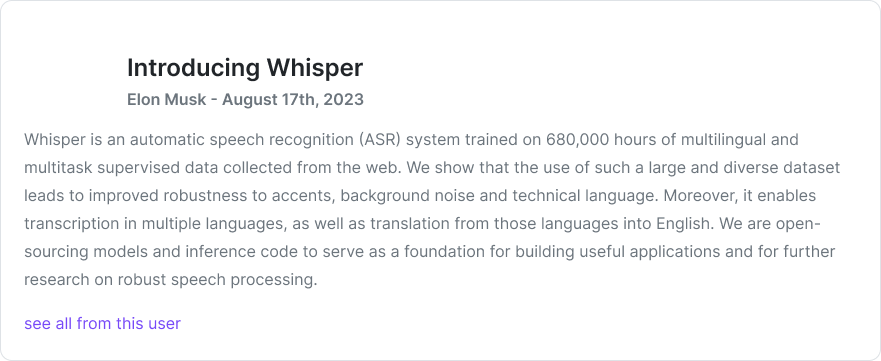 Introducing Whisper
Elon Musk - August 17th, 2023
Whisper is an automatic speech recognition (ASR) system trained on 680,000 hours of multilingual and
multitask supervised data collected from the web. We show that the use of such a large and diverse dataset
leads to improved robustness to accents, background noise and technical language. Moreover, it enables
transcription in multiple languages, as well as translation from those languages into English. We are open-
sourcing models and inference code to serve as a foundation for building useful applications and for further
research on robust speech processing.
see all from this user